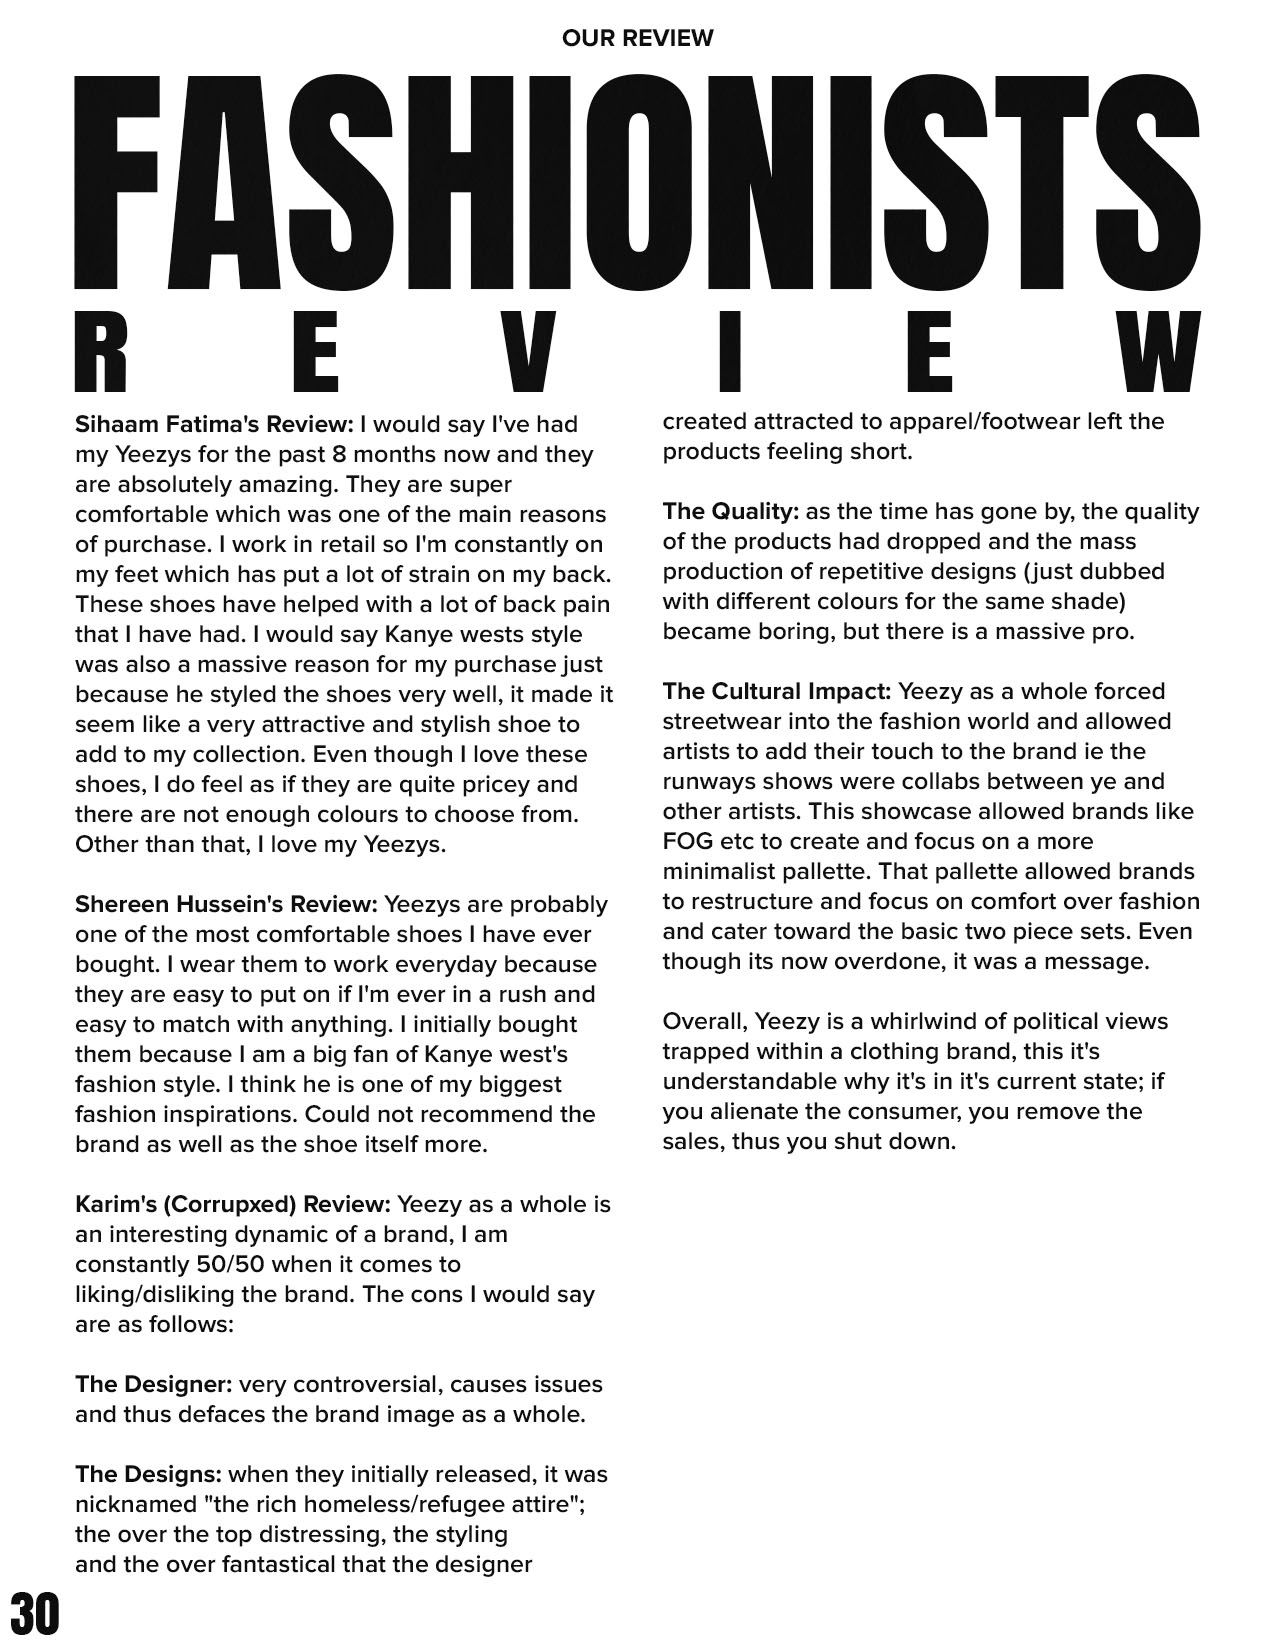 OUR REVIEW
FASHIONISTS
REVIEW
Sihaam Fatima's Review: I would say I've had
my Yeezys for the past 8 months now and they
are absolutely amazing. They are super
comfortable which was one of the main reasons
of purchase. I work in retail so I'm constantly on
my feet which has put a lot of strain on my back.
These shoes have helped with a lot of back pain
that I have had. I would say Kanye wests style
was also a massive reason for my purchase just
because he styled the shoes very well, it made it
seem like a very attractive and stylish shoe to
add to my collection. Even though I love these
shoes, I do feel as if they are quite pricey and
there are not enough colours to choose from.
Other than that, I love my Yeezys.
Shereen Hussein's Review: Yeezys are probably
one of the most comfortable shoes I have ever
bought. I wear them to work everyday because
they are easy to put on if I'm ever in a rush and
easy to match with anything. I initially bought
them because I am a big fan of Kanye west's
fashion style. I think he is one of my biggest
fashion inspirations. Could not recommend the
brand as well as the shoe itself more.
Karim's (Corrupxed) Review: Yeezy as a whole is
an interesting dynamic of a brand, I am
constantly 50/50 when it comes to
liking/disliking the brand. The cons I would say
are as follows:
The Designer: very controversial, causes issues
and thus defaces the brand image as a whole.
The Designs: when they initially released, it was
nicknamed "the rich homeless/refugee attire";
the over the top distressing, the styling
and the over fantastical that the designer
created attracted to apparel/footwear left the
products feeling short.
The Quality: as the time has gone by, the quality
of the products had dropped and the mass
production of repetitive designs (just dubbed
with different colours for the same shade)
became boring, but there is a massive pro.
The Cultural Impact: Yeezy as a whole forced
streetwear into the fashion world and allowed
artists to add their touch to the brand ie the
runways shows were collabs between ye and
other artists. This showcase allowed brands like
FOG etc to create and focus on a more
minimalist pallette. That pallette allowed brands
to restructure and focus on comfort over fashion
and cater toward the basic two piece sets. Even
though its now overdone, it was a message.
Overall, Yeezy is a whirlwind of political views
trapped within a clothing brand, this it's
understandable why it's in it's current state; if
you alienate the consumer, you remove the
sales, thus you shut down.
30